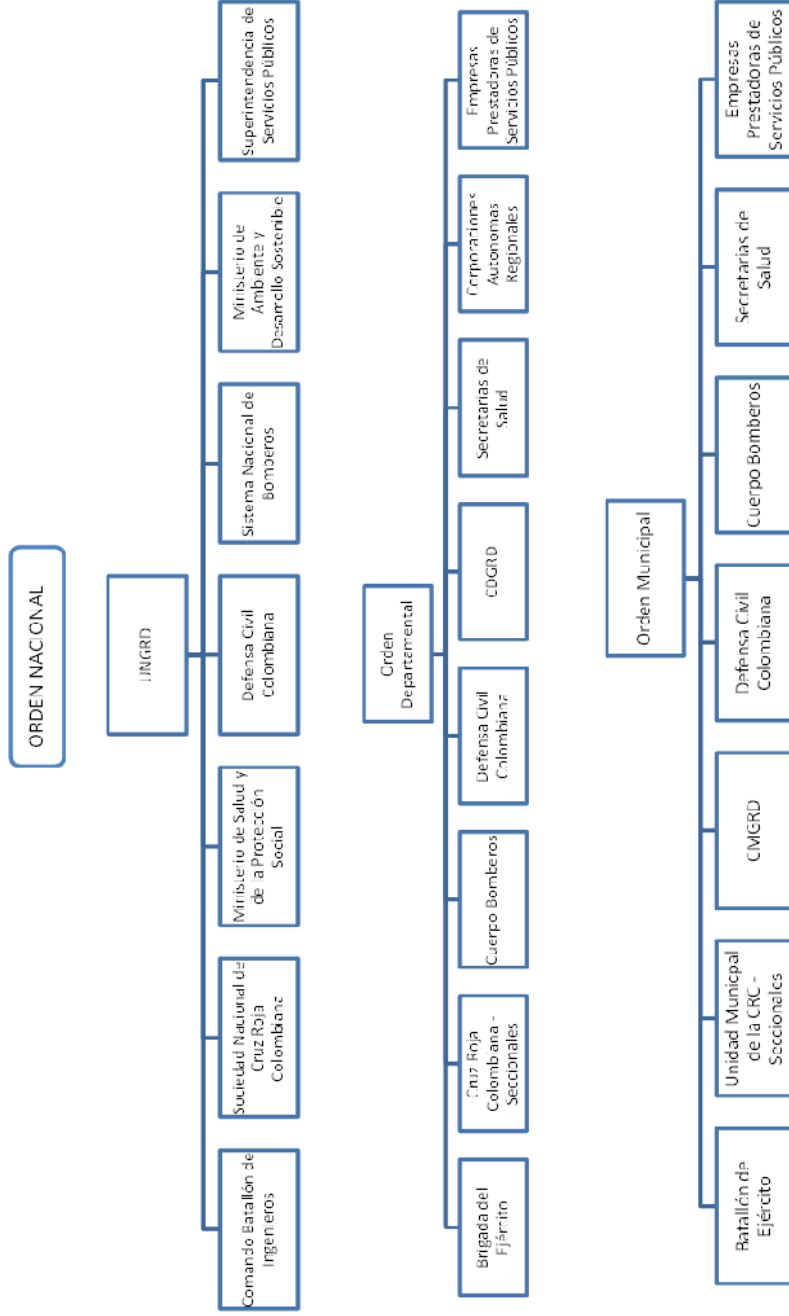 ORDEN NACIONAL
UNGRD
Comando Batallón de
Ingenieros
Sociedad Nacional de
Cruz Roja
Colombiana
Ministerio de Salud y
de la Protección
Social
Defensa Civil
Colombiana
Sistema Nacional de
Bomberos
Ministerio de
Ambiente y
Desarrollo Sostenible
Superintendencia de
Servicios Públicos
Orden
Departamental
Brigada del
Ejército
Cruz Roja
Colombiana -
Seccionales
Cuerpo Bomberos
Defensa Civil
Colombiana
CDGRD
Secretarias de
Salud
Corporaciones
Autonomas
Regionales
Empresas
Prestadoras de
Servicios Públicos
Orden Municipal
Batallón de
Ejército
Unidad Municpal
de la CRC -
Seccionales
CMGRD
Defensa Civil
Colombiana
Cuerpo Bomberos
Secretarias de
Salud
Empresas
Prestadoras de
Servicios Públicos